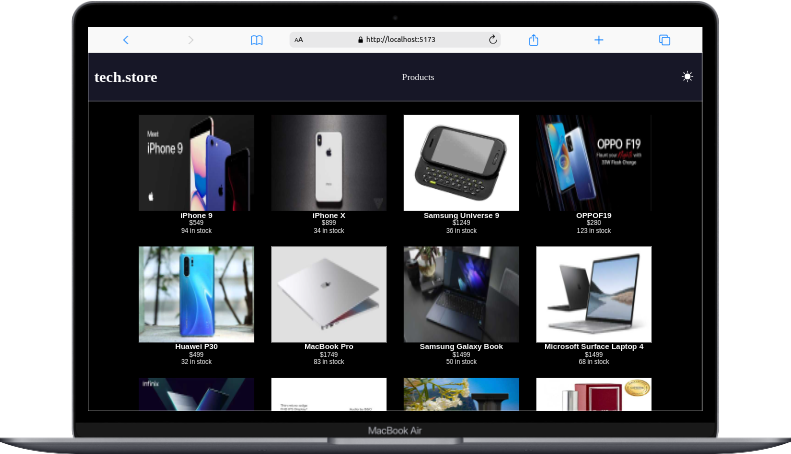 AA http://localhost:5173
tech.store
Products
Meet
iPhone 9
OPPO F19
33W Flash Charge
iPhone 9
$549
94 in stock
iPhone X
$899
34 in stock
Samsung Universe 9
$1249
36 in stock
OPPOF19
$280
123 in stock
Huawei P30
$499
32 in stock
MacBook Pro
$1749
83 in stock
Samsung Galaxy Book
$1499
50 in stock
Microsoft Surface Laptop 4
$1499
68 in stock
Infinix
MacBook Air